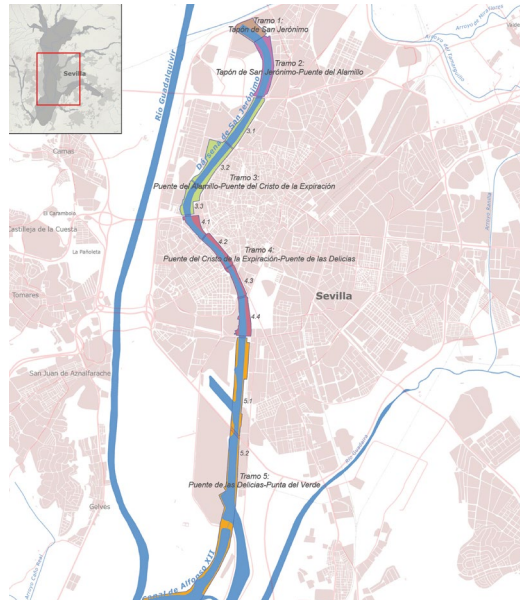 Tramo 1:
Tapón de San Jerónimo
Sevilla
Río Guadalquivir
Tramo 2:
Tapón de San Jerónimo-Puente del Alamillo
Dársena de San Jerónimo
3.1
Camas
3.2
Tramo 3:
Puente del Alamillo-Puente del Cristo de la Expiración
3.3
El Carambolo
4.1
Castilleja de la Cuesta
4.2
Tramo 4:
La Pañoleta
Puente del Cristo de la Expiración-Puente de las Delicias
4.3
Tomares
Sevilla
4.4
San Juan de Aznalfarache
5.1
5.2
Tramo 5:
Puente de las Delicias-Punta del Verde
Gelves
Canal de Alfonso XII